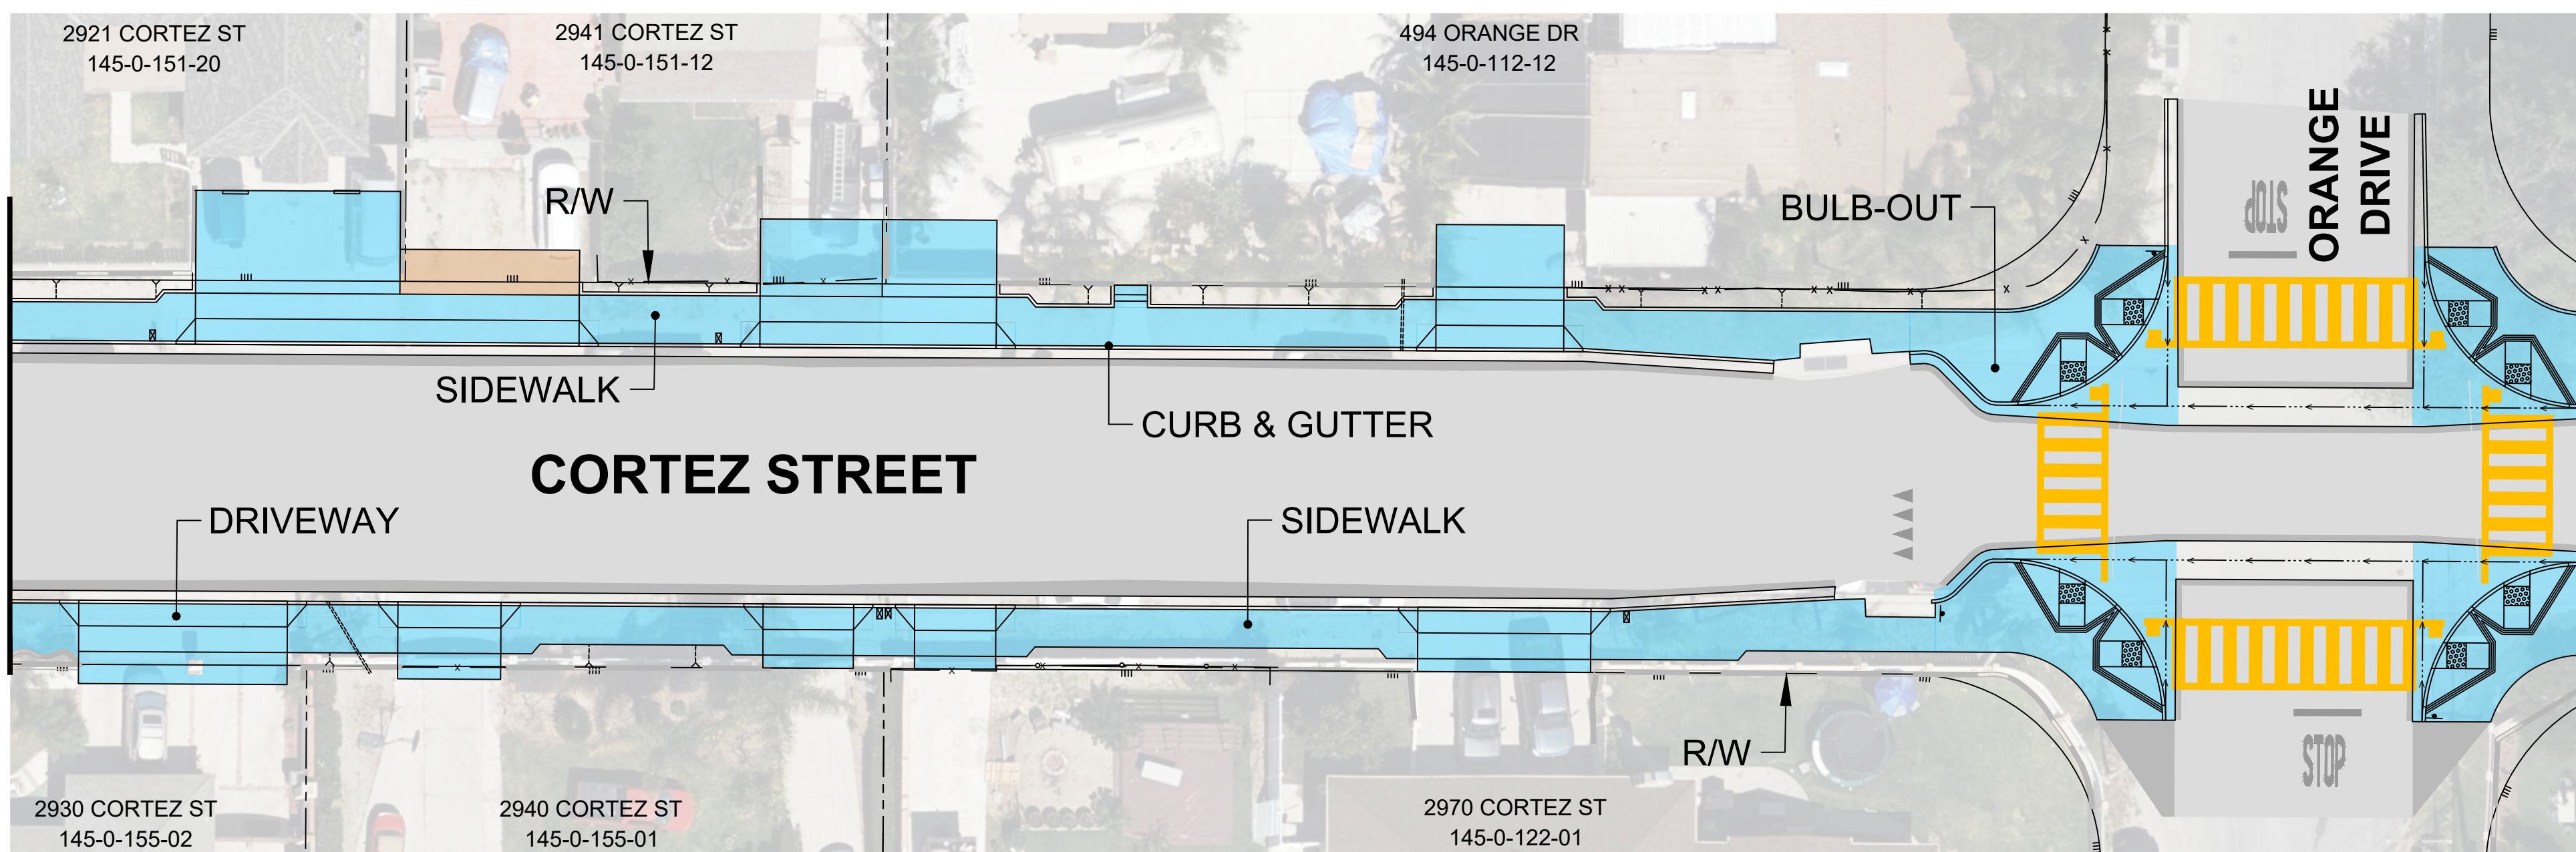 2921 CORTEZ ST
145-0-151-20
2941 CORTEZ ST
145-0-151-12
494 ORANGE DR
145-0-112-12
ORANGE
DRIVE
R/W
BULB-OUT
STOP
SIDEWALK
CURB & GUTTER
CORTEZ STREET
DRIVEWAY
SIDEWALK
R/W
STOP
2930 CORTEZ ST
145-0-155-02
2940 CORTEZ ST
145-0-155-01
2970 CORTEZ ST
145-0-122-01